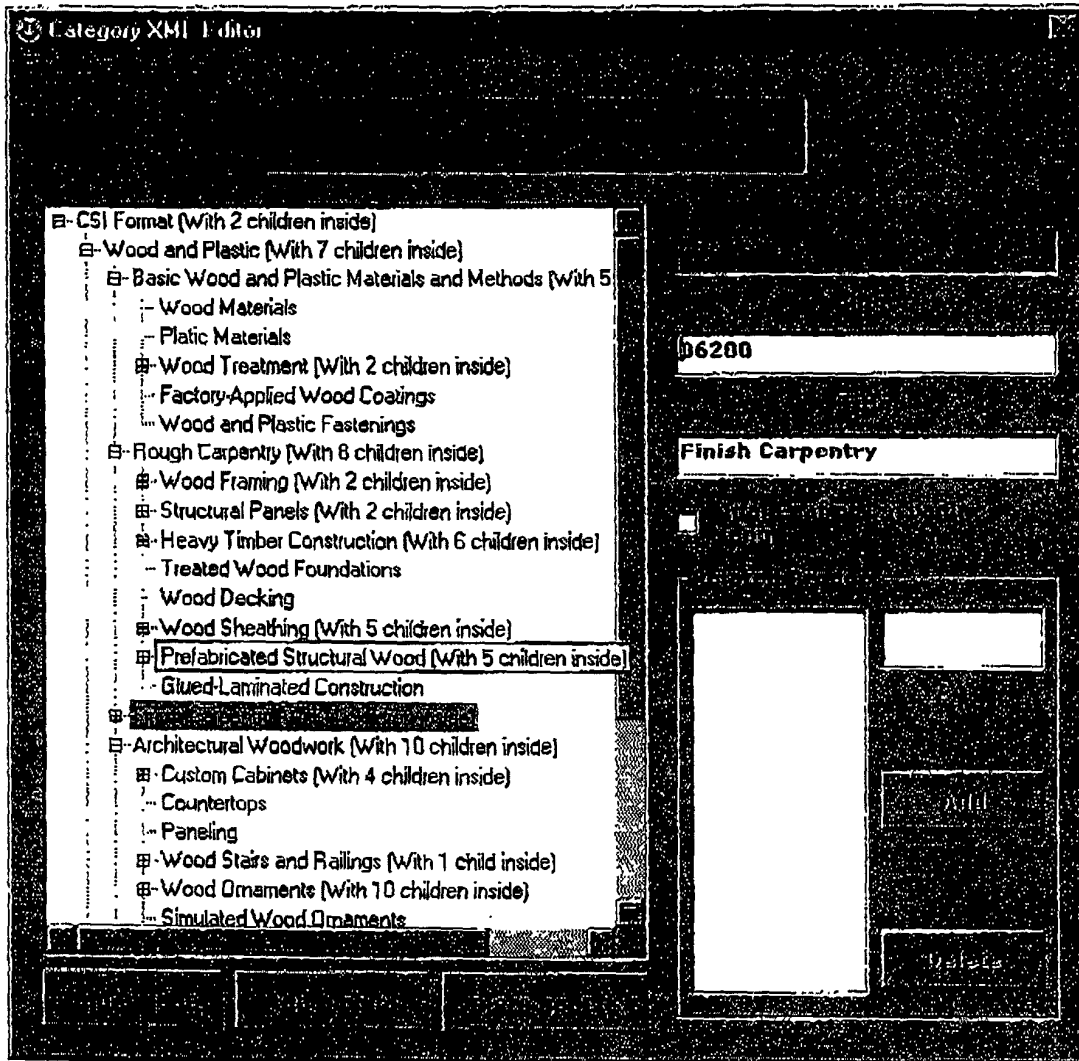 Category XML Editor
CSI Format (With 2 children inside)
Wood and Plastic (With 7 children inside)
Basic Wood and Plastic Materials and Methods (With 5
Wood Materials
Platic Materials
Wood Treatment (With 2 children inside)
Factory-Applied Wood Coatings
Wood and Plastic Fastenings
Rough Carpentry (With 8 children inside)
Wood Framing (With 2 children inside)
Structural Panels (With 2 children inside)
Heavy Timber Construction (With 6 children inside)
Treated Wood Foundations
Wood Decking
Wood Sheathing (With 5 children inside)
Prefabricated Structural Wood (With 5 children inside)
Glued-Laminated Construction
Architectural Woodwork (With 10 children inside)
Custom Cabinets (With 4 children inside)
Countertops
Paneling
Wood Stairs and Railings (With 1 child inside)
Wood Ornaments (With 10 children inside)
Simulated Wood Ornaments
06200
Finish Carpentry
Add
Delete